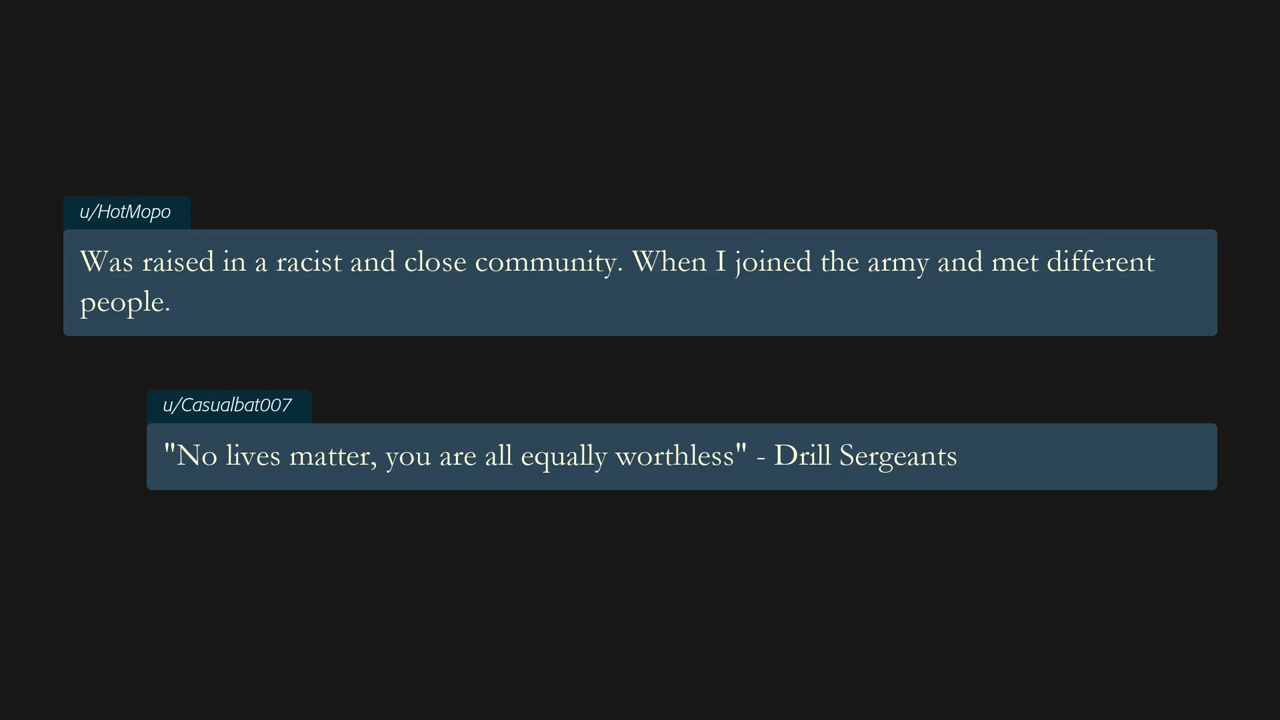 u/HotMopo
Was raised in a racist and close community. When I joined the army and met different
people.
u/Casualbat007
"No lives matter, you are all equally worthless" - Drill Sergeants